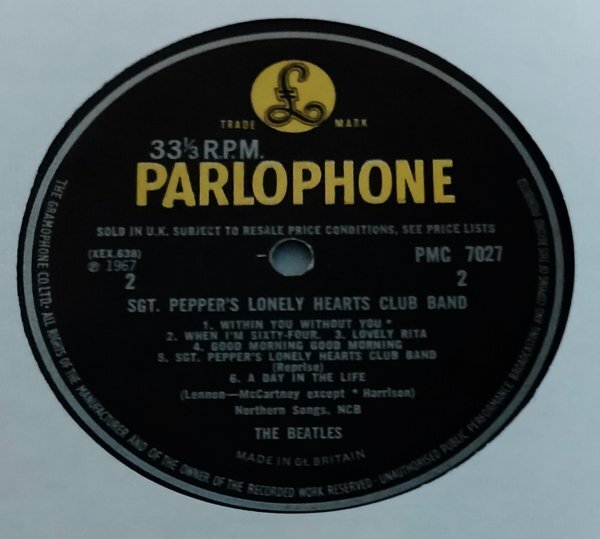 £
TRADE MARK
33⅓ R.P.M.
PARLOPHONE
SOLD IN U.K. SUBJECT TO RESALE PRICE CONDITIONS, SEE PRICE LISTS
(XEX.638) PMC 7027
℗ 1967
2 2
SGT. PEPPER'S LONELY HEARTS CLUB BAND
1. WITHIN YOU WITHOUT YOU *
2. WHEN I'M SIXTY-FOUR. 3. LOVELY RITA
4. GOOD MORNING GOOD MORNING
5. SGT. PEPPER'S LONELY HEARTS CLUB BAND
(Reprise)
6. A DAY IN THE LIFE
(Lennon—McCartney except * Harrison)
Northern Songs, NCB
THE BEATLES
MADE IN Gt. BRITAIN
THE GRAMOPHONE CO. LTD. · ALL RIGHTS OF THE MANUFACTURER AND OF THE OWNER OF THE RECORDED WORK RESERVED · UNAUTHORISED PUBLIC PERFORMANCE, BROADCASTING AND COPYING OF THIS RECORD PROHIBITED